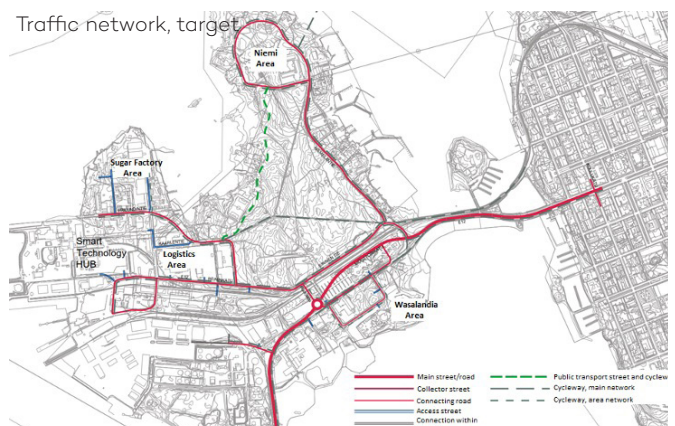 Traffic network, target
Niemi
Area
Sugar Factory
Area
Smart
Technology
HUB
Logistics
Area
Wasalandia
Area
Main street/road
Collector street
Connecting road
Access street
Connection within
Public transport street and cyclew
Cycleway, main network
Cycleway, area network